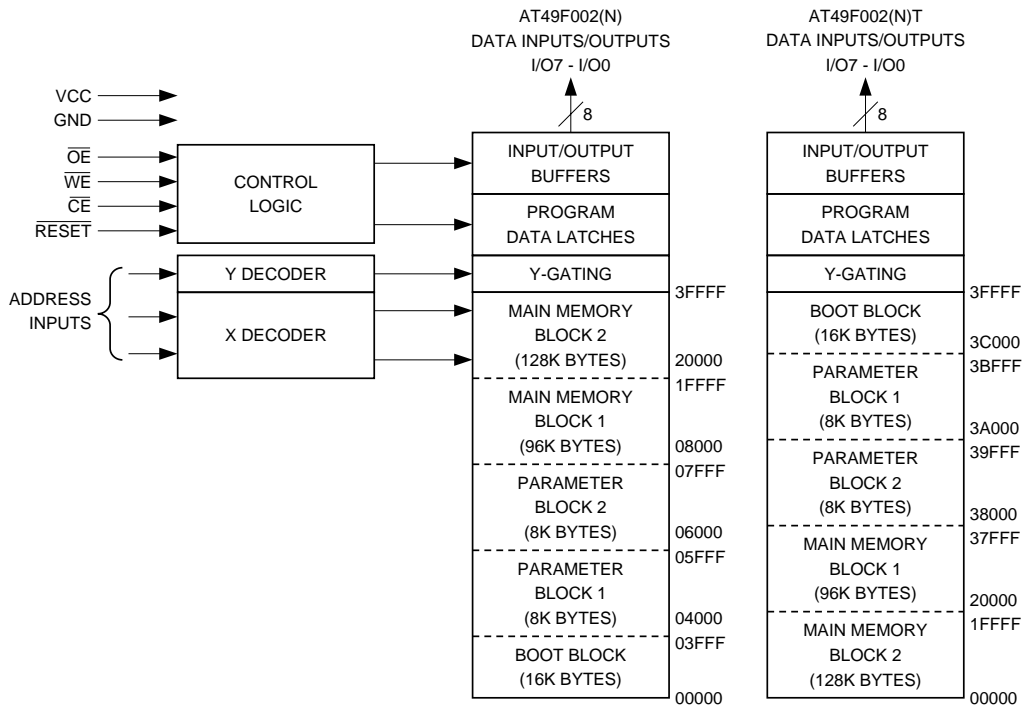 AT49F002(N)
DATA INPUTS/OUTPUTS
I/O7 - I/O0
8
AT49F002(N)T
DATA INPUTS/OUTPUTS
I/O7 - I/O0
8
VCC
GND
OE
WE
CE
RESET
ADDRESS
INPUTS
CONTROL
LOGIC
Y DECODER
X DECODER
INPUT/OUTPUT
BUFFERS
PROGRAM
DATA LATCHES
Y-GATING
3FFFF
MAIN MEMORY
BLOCK 2
(128K BYTES)
20000
1FFFF
MAIN MEMORY
BLOCK 1
(96K BYTES)
08000
07FFF
PARAMETER
BLOCK 2
(8K BYTES)
06000
05FFF
PARAMETER
BLOCK 1
(8K BYTES)
04000
03FFF
BOOT BLOCK
(16K BYTES)
00000
INPUT/OUTPUT
BUFFERS
PROGRAM
DATA LATCHES
Y-GATING
3FFFF
BOOT BLOCK
(16K BYTES)
3C000
3BFFF
PARAMETER
BLOCK 1
(8K BYTES)
3A000
39FFF
PARAMETER
BLOCK 2
(8K BYTES)
38000
37FFF
MAIN MEMORY
BLOCK 1
(96K BYTES)
20000
1FFFF
MAIN MEMORY
BLOCK 2
(128K BYTES)
00000